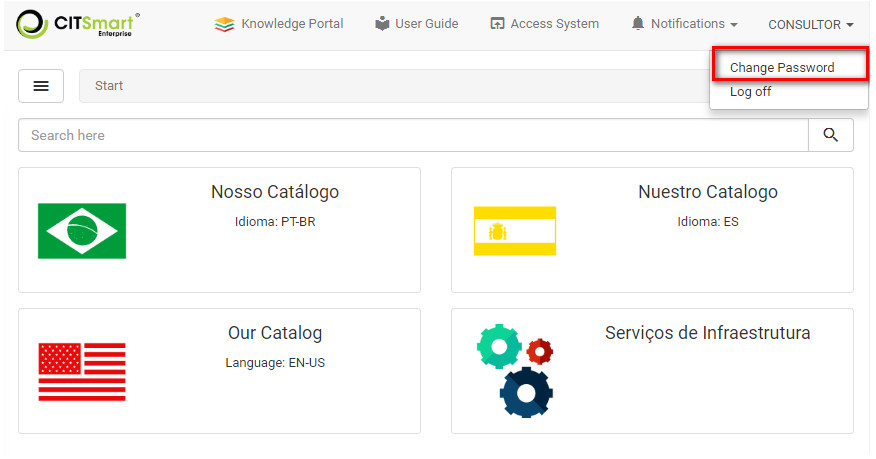 CITSmart
Enterprise
Knowledge Portal
User Guide
Access System
Notifications
CONSULTOR
Change Password
Log off
Start
Search here
Nosso Catálogo
Idioma: PT-BR
Nuestro Catalogo
Idioma: ES
Our Catalog
Language: EN-US
Serviços de Infraestrutura